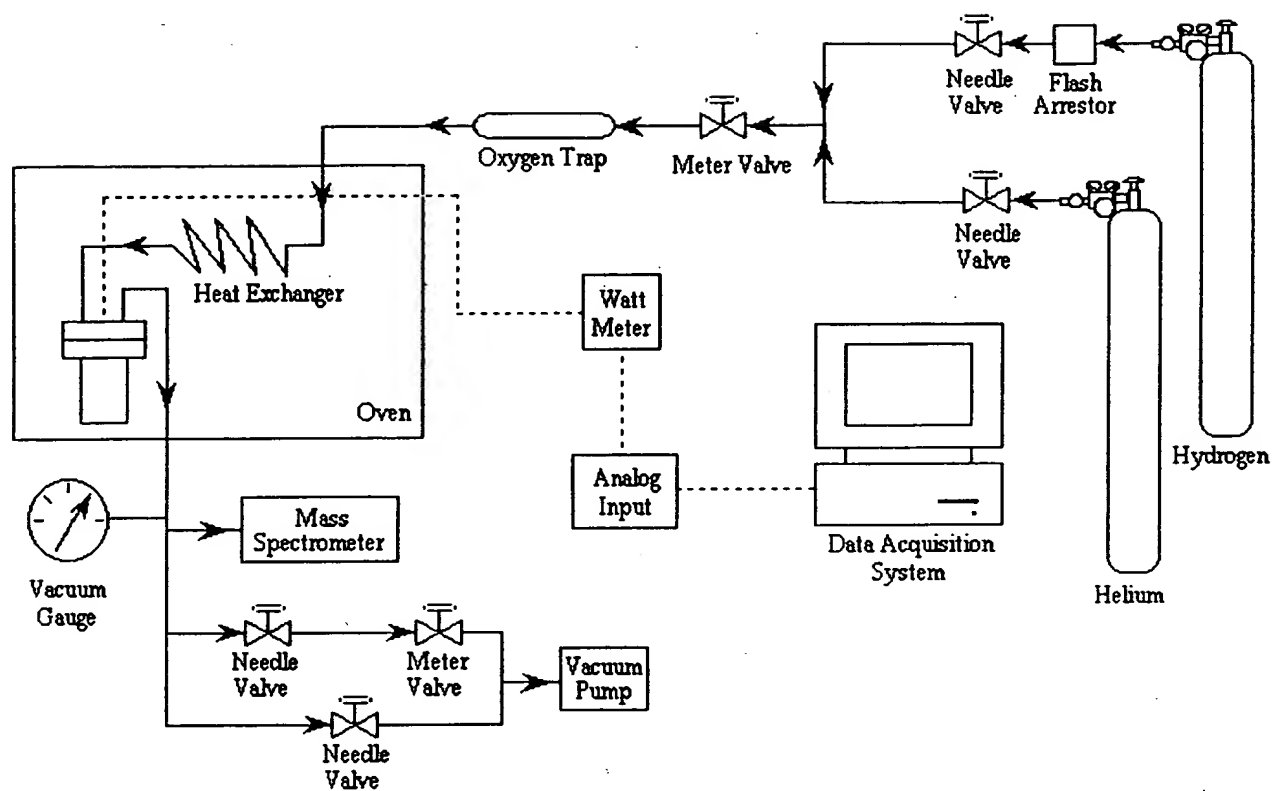 Needle
Valve
Flash
Arrestor
Oxygen Trap
Meter Valve
Needle
Valve
Heat Exchanger
Watt
Meter
Oven
Hydrogen
Analog
Input
Mass
Spectrometer
Data Acquisition
System
Vacuum
Gauge
Helium
Needle
Valve
Meter
Valve
Vacuum
Pump
Needle
Valve